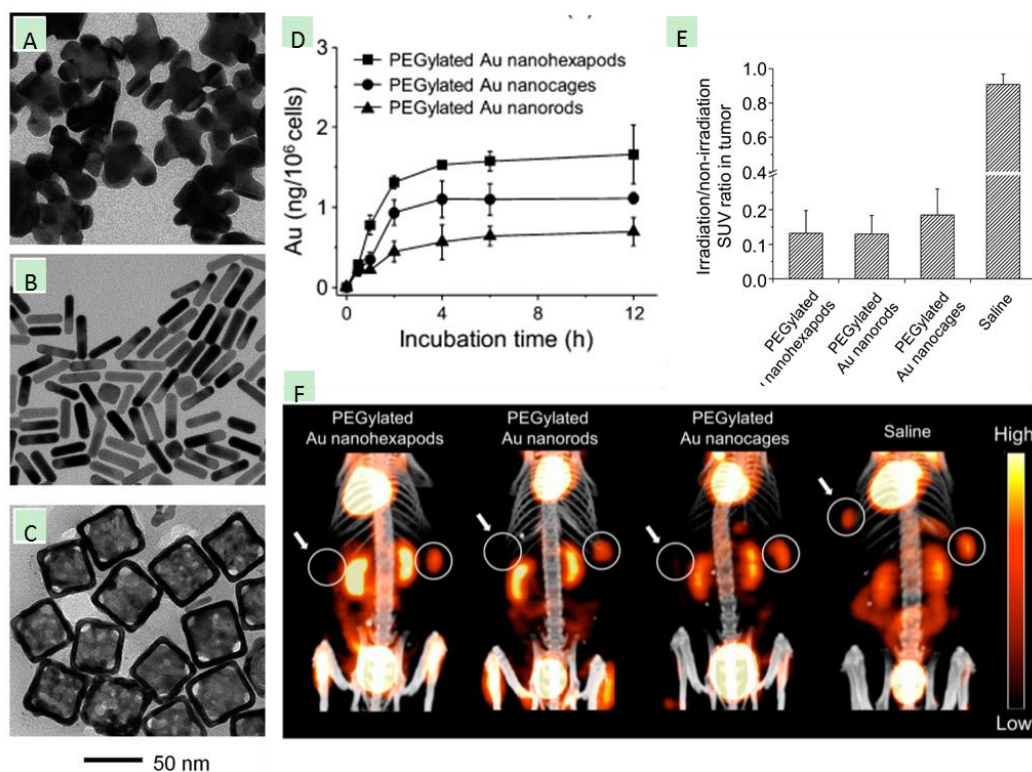 A
B
C
50 nm
D
3
2
1
0
Au (ng/10⁶ cells)
PEGylated Au nanohexapods
PEGylated Au nanocages
PEGylated Au nanorods
0
4
8
12
Incubation time (h)
E
1.0
0.8
0.6
0.4
0.2
0.1
0.0
Irradiation/non-irradiation
SUV ratio in tumor
PEGylated
nanohexapods
PEGylated
Au nanorods
PEGylated
Au nanocages
Saline
F
PEGylated
Au nanohexapods
PEGylated
Au nanorods
PEGylated
Au nanocages
Saline
High
Low